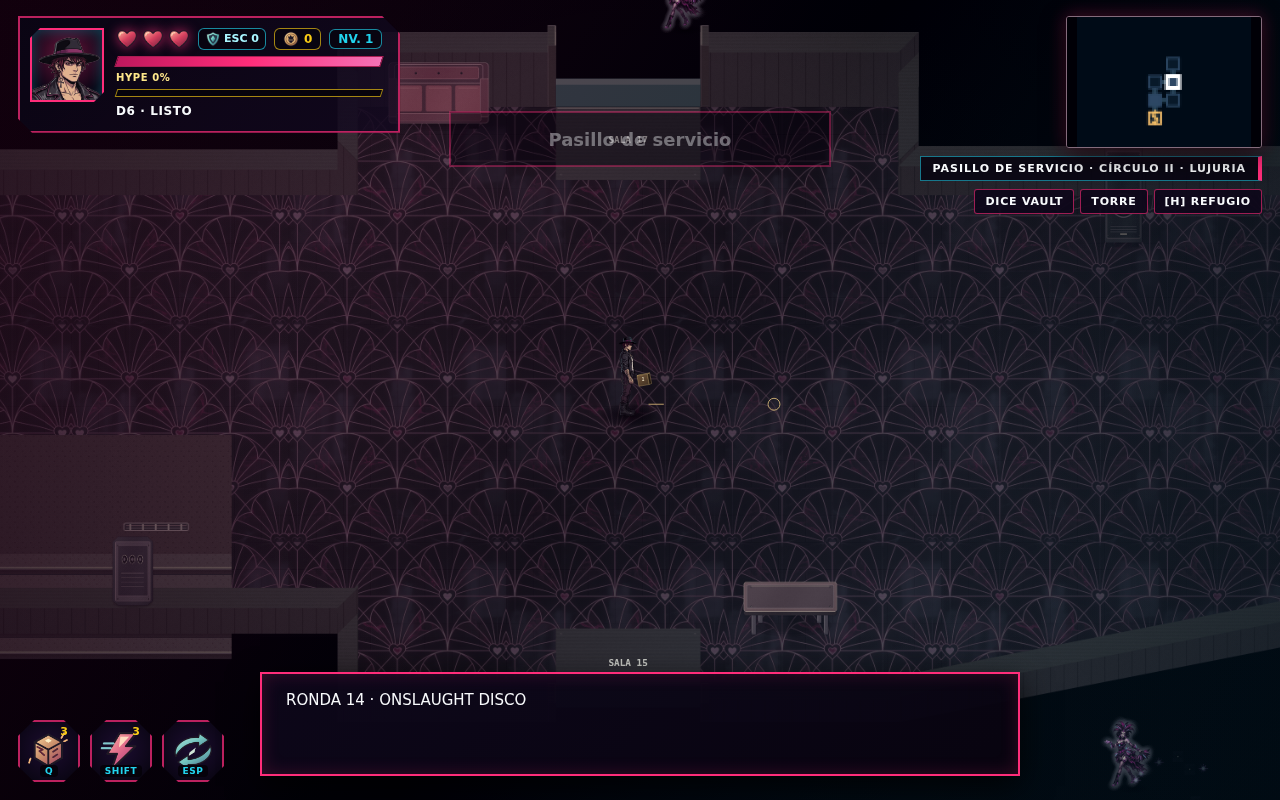 ESC 0
0
NV. 1
HYPE 0%
D6 · LISTO
Pasillo de servicio
PASILLO DE SERVICIO · CÍRCULO II · LUJURIA
DICE VAULT
TORRE
[H] REFUGIO
SALA 15
RONDA 14 · ONSLAUGHT DISCO
3
Q
3
SHIFT
ESP